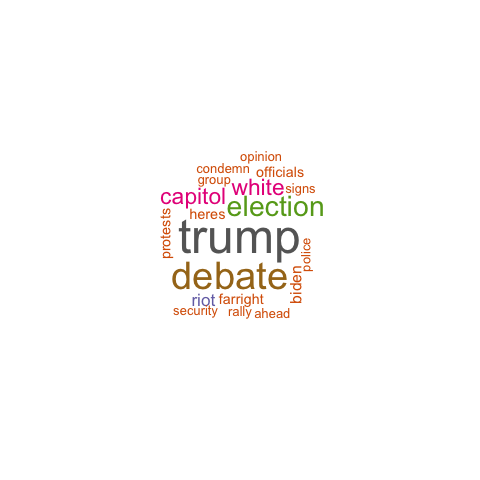 opinion
condemn
officials
group
white
signs
capitol
election
protests
heres
trump
police
debate
biden
riot
farright
security
rally
ahead